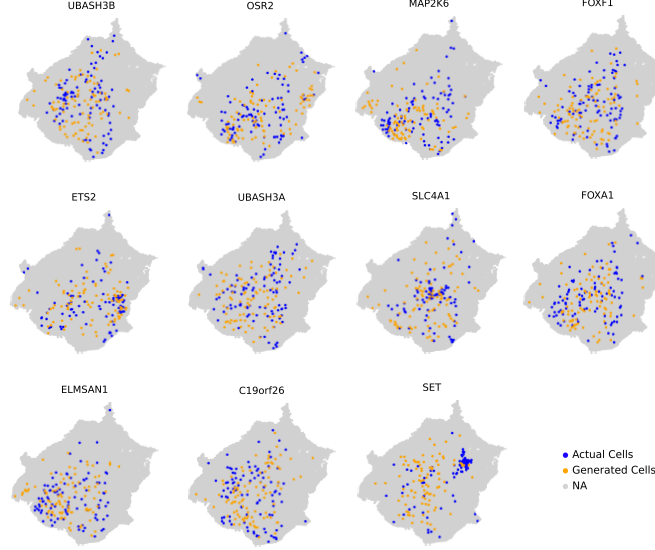 UBASH3B
OSR2
MAP2K6
FOXF1
ETS2
UBASH3A
SLC4A1
FOXA1
ELMSAN1
C19orf26
SET
Actual Cells
Generated Cells
NA